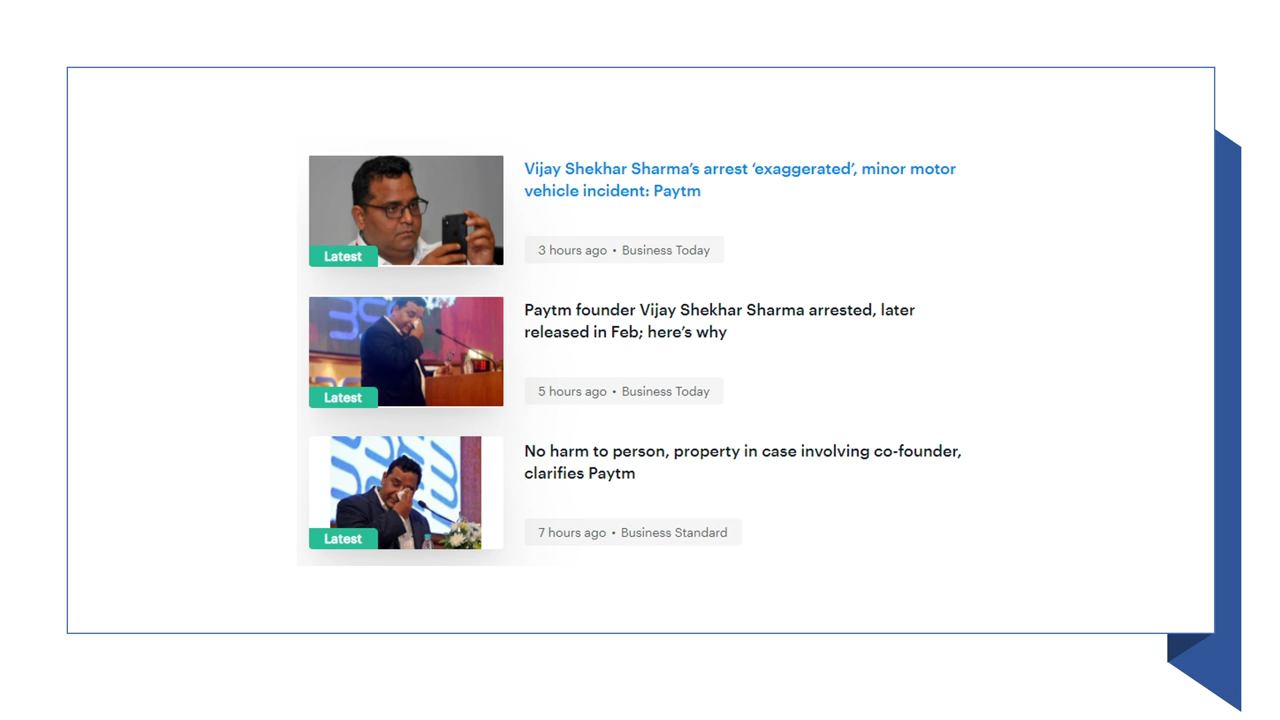 Vijay Shekhar Sharma’s arrest ‘exaggerated’, minor motor
vehicle incident: Paytm
Latest
3 hours ago • Business Today
Paytm founder Vijay Shekhar Sharma arrested, later
released in Feb; here’s why
Latest
5 hours ago • Business Today
No harm to person, property in case involving co-founder,
clarifies Paytm
Latest
7 hours ago • Business Standard